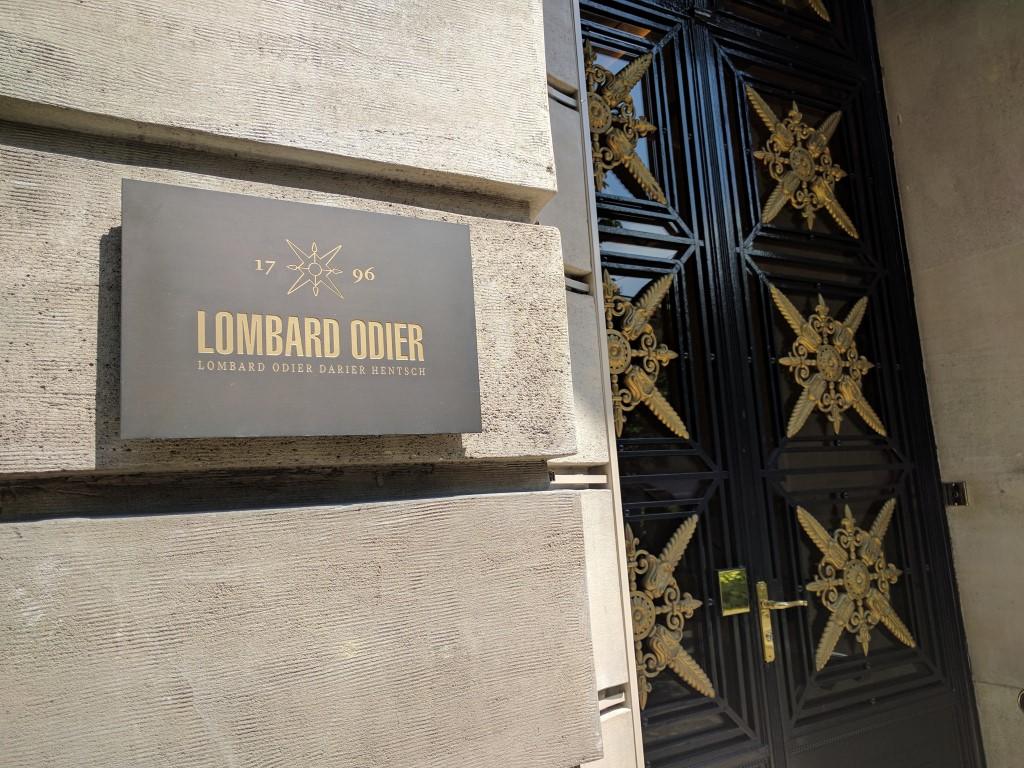 17 96
LOMBARD ODIER
LOMBARD ODIER DARIER HENTSCH